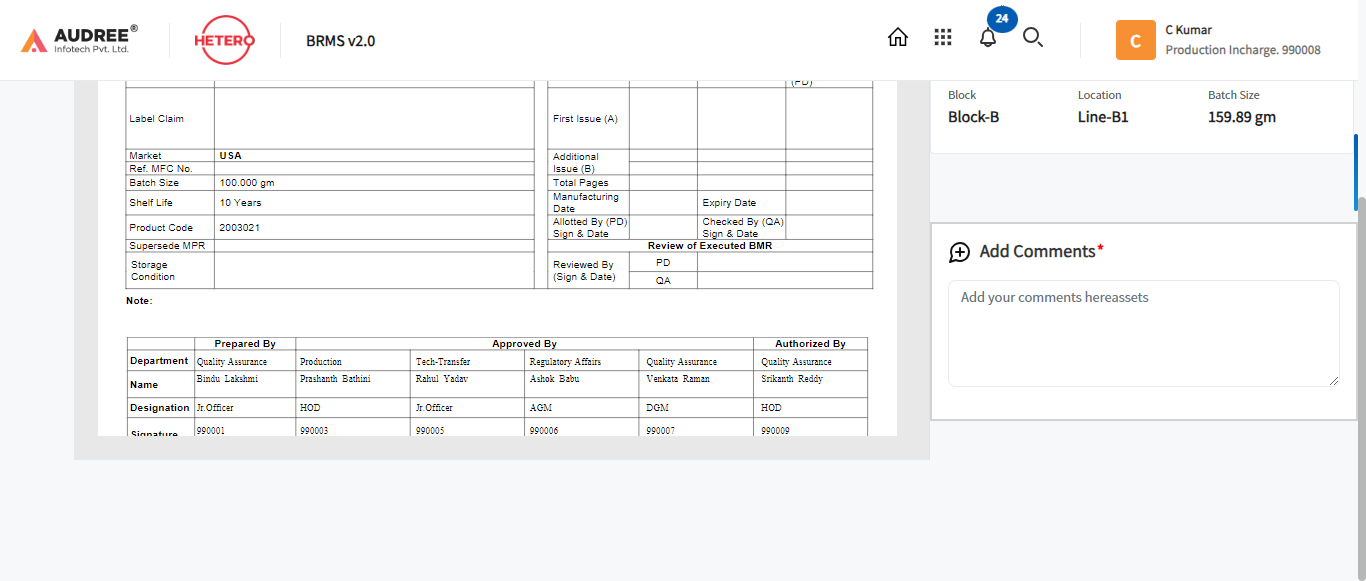 AUDREE®
Infotech Pvt. Ltd.
HETERO
BRMS v2.0
24
C
C Kumar
Production Incharge. 990008
(PD)
Label Claim
First Issue (A)
Market USA
Ref. MFC No.
Additional
Issue (B)
Batch Size 100.000 gm
Total Pages
Shelf Life 10 Years
Manufacturing
Date
Expiry Date
Product Code 2003021
Allotted By (PD)
Sign & Date
Checked By (QA)
Sign & Date
Supersede MPR
Review of Executed BMR
Storage
Condition
Reviewed By
(Sign & Date)
PD
QA
Note:
Prepared By Approved By Authorized By
Department Quality Assurance Production Tech-Transfer Regulatory Affairs Quality Assurance Quality Assurance
Name Bindu Lakshmi Prashanth Bathini Rahul Yadav Ashok Babu Venkata Raman Srikanth Reddy
Designation Jr.Officer HOD Jr.Officer AGM DGM HOD
Signature 990001 990003 990005 990006 990007 990009
Block Location Batch Size
Block-B Line-B1 159.89 gm
Add Comments*
Add your comments hereassets